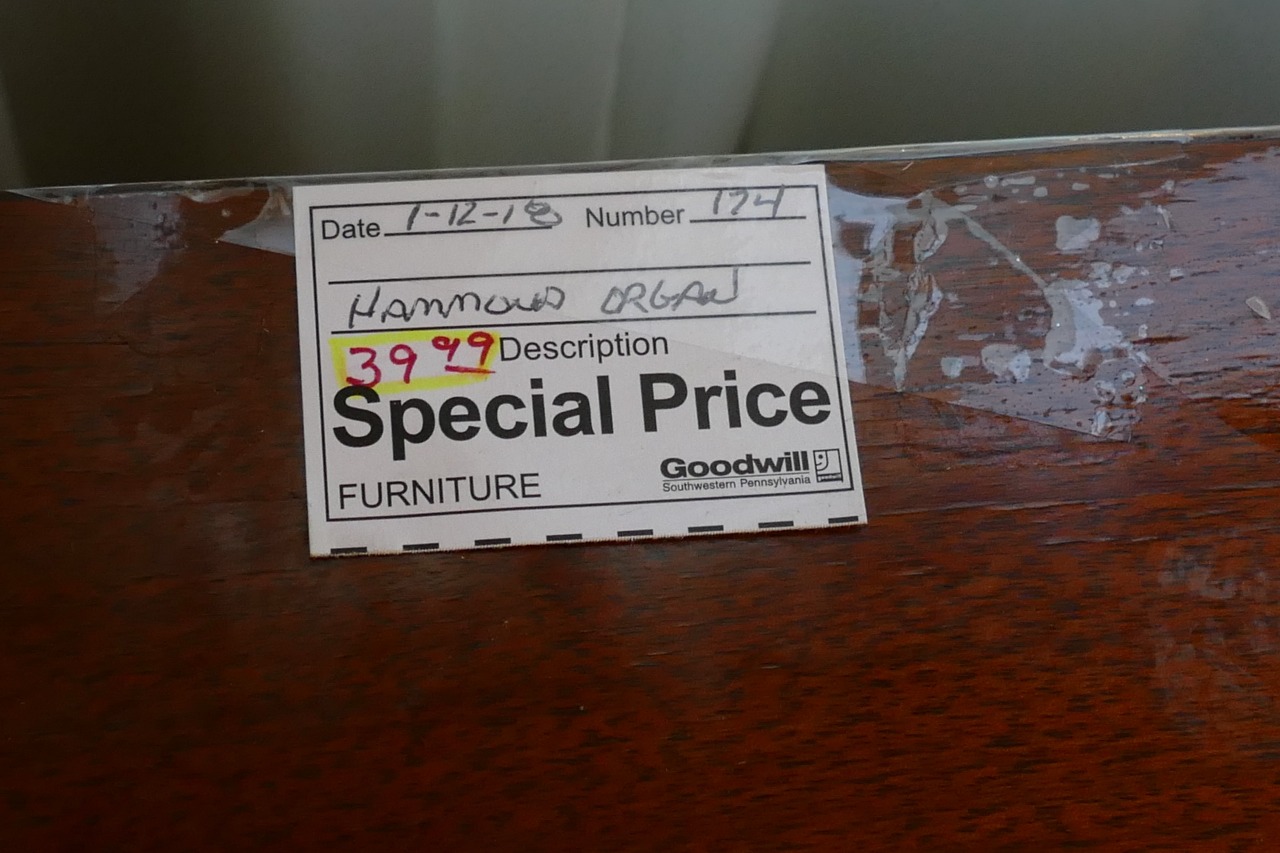 Date 1-12-18 Number 174
HAMMOND ORGAN
39 99 Description
Special Price
FURNITURE Goodwill
Southwestern Pennsylvania